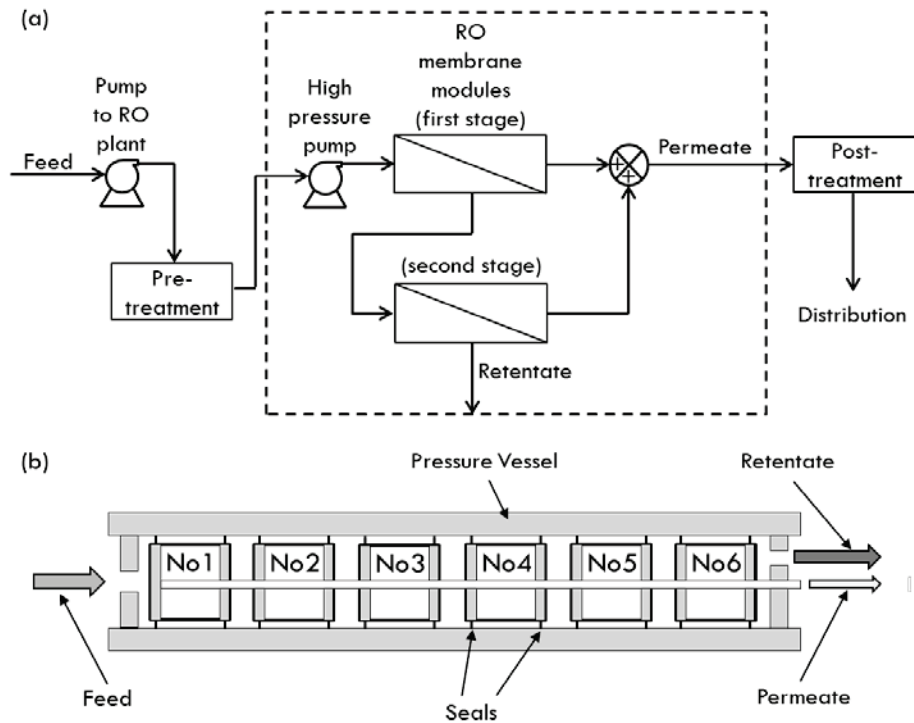 (a)
RO
membrane
modules
(first stage)
Pump
to RO
plant
High
pressure
pump
Feed
Permeate
Post-
treatment
+
+
Pre-
treatment
(second stage)
Distribution
Retentate
(b)
Pressure Vessel
Retentate
No1
No2
No3
No4
No5
No6
Feed
Seals
Permeate